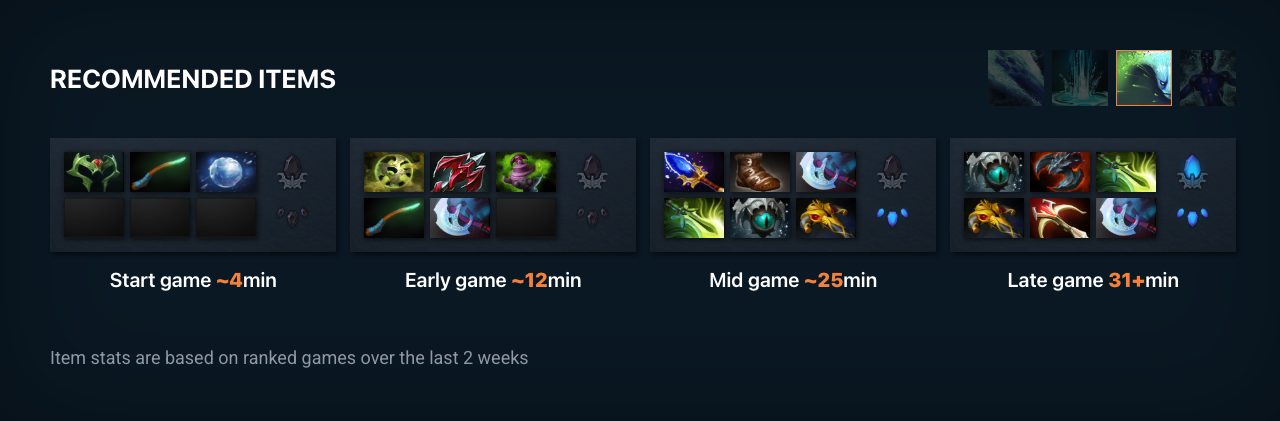 RECOMMENDED ITEMS
Start game ~4min
Early game ~12min
Mid game ~25min
Late game 31+min
Item stats are based on ranked games over the last 2 weeks